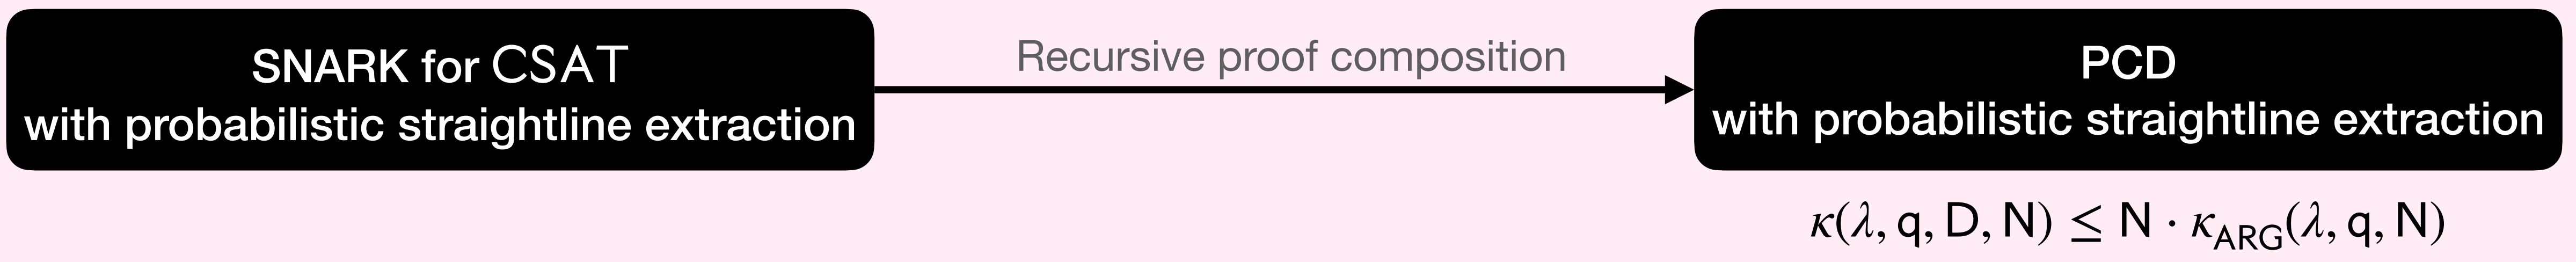 SNARK for CSAT
with probabilistic straightline extraction
Recursive proof composition
PCD
with probabilistic straightline extraction
κ(λ, q, D, N) ≤ N · κ_ARG(λ, q, N)